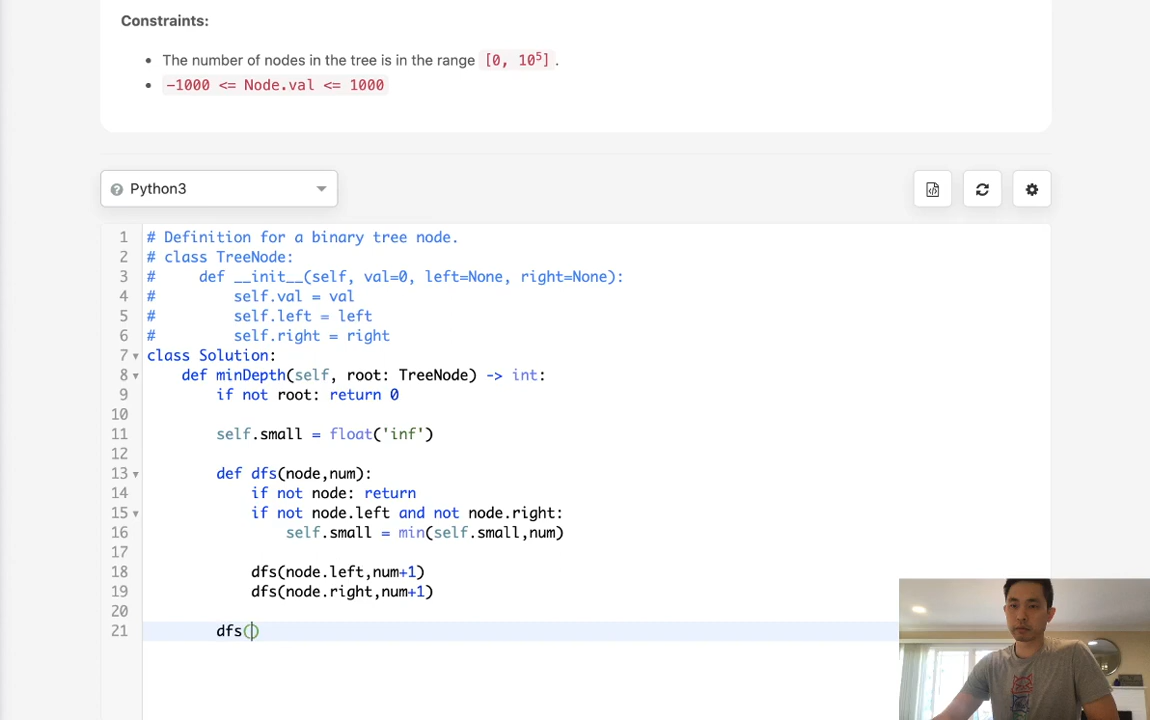 Constraints:
• The number of nodes in the tree is in the range [0, 10⁵] .
• -1000 <= Node.val <= 1000
Python3
1 # Definition for a binary tree node.
2 # class TreeNode:
3 #     def __init__(self, val=0, left=None, right=None):
4 #         self.val = val
5 #         self.left = left
6 #         self.right = right
7 class Solution:
8     def minDepth(self, root: TreeNode) -> int:
9         if not root: return 0
10
11         self.small = float('inf')
12
13         def dfs(node,num):
14             if not node: return
15             if not node.left and not node.right:
16                 self.small = min(self.small,num)
17
18             dfs(node.left,num+1)
19             dfs(node.right,num+1)
20
21         dfs()